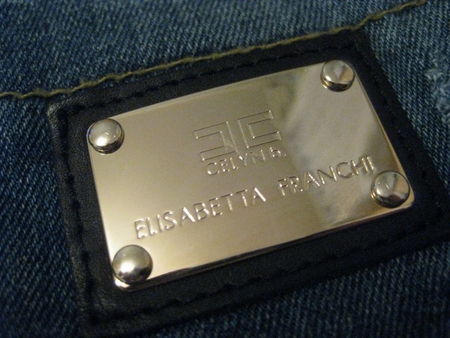 CELYN b.
ELISABETTA FRANCHI